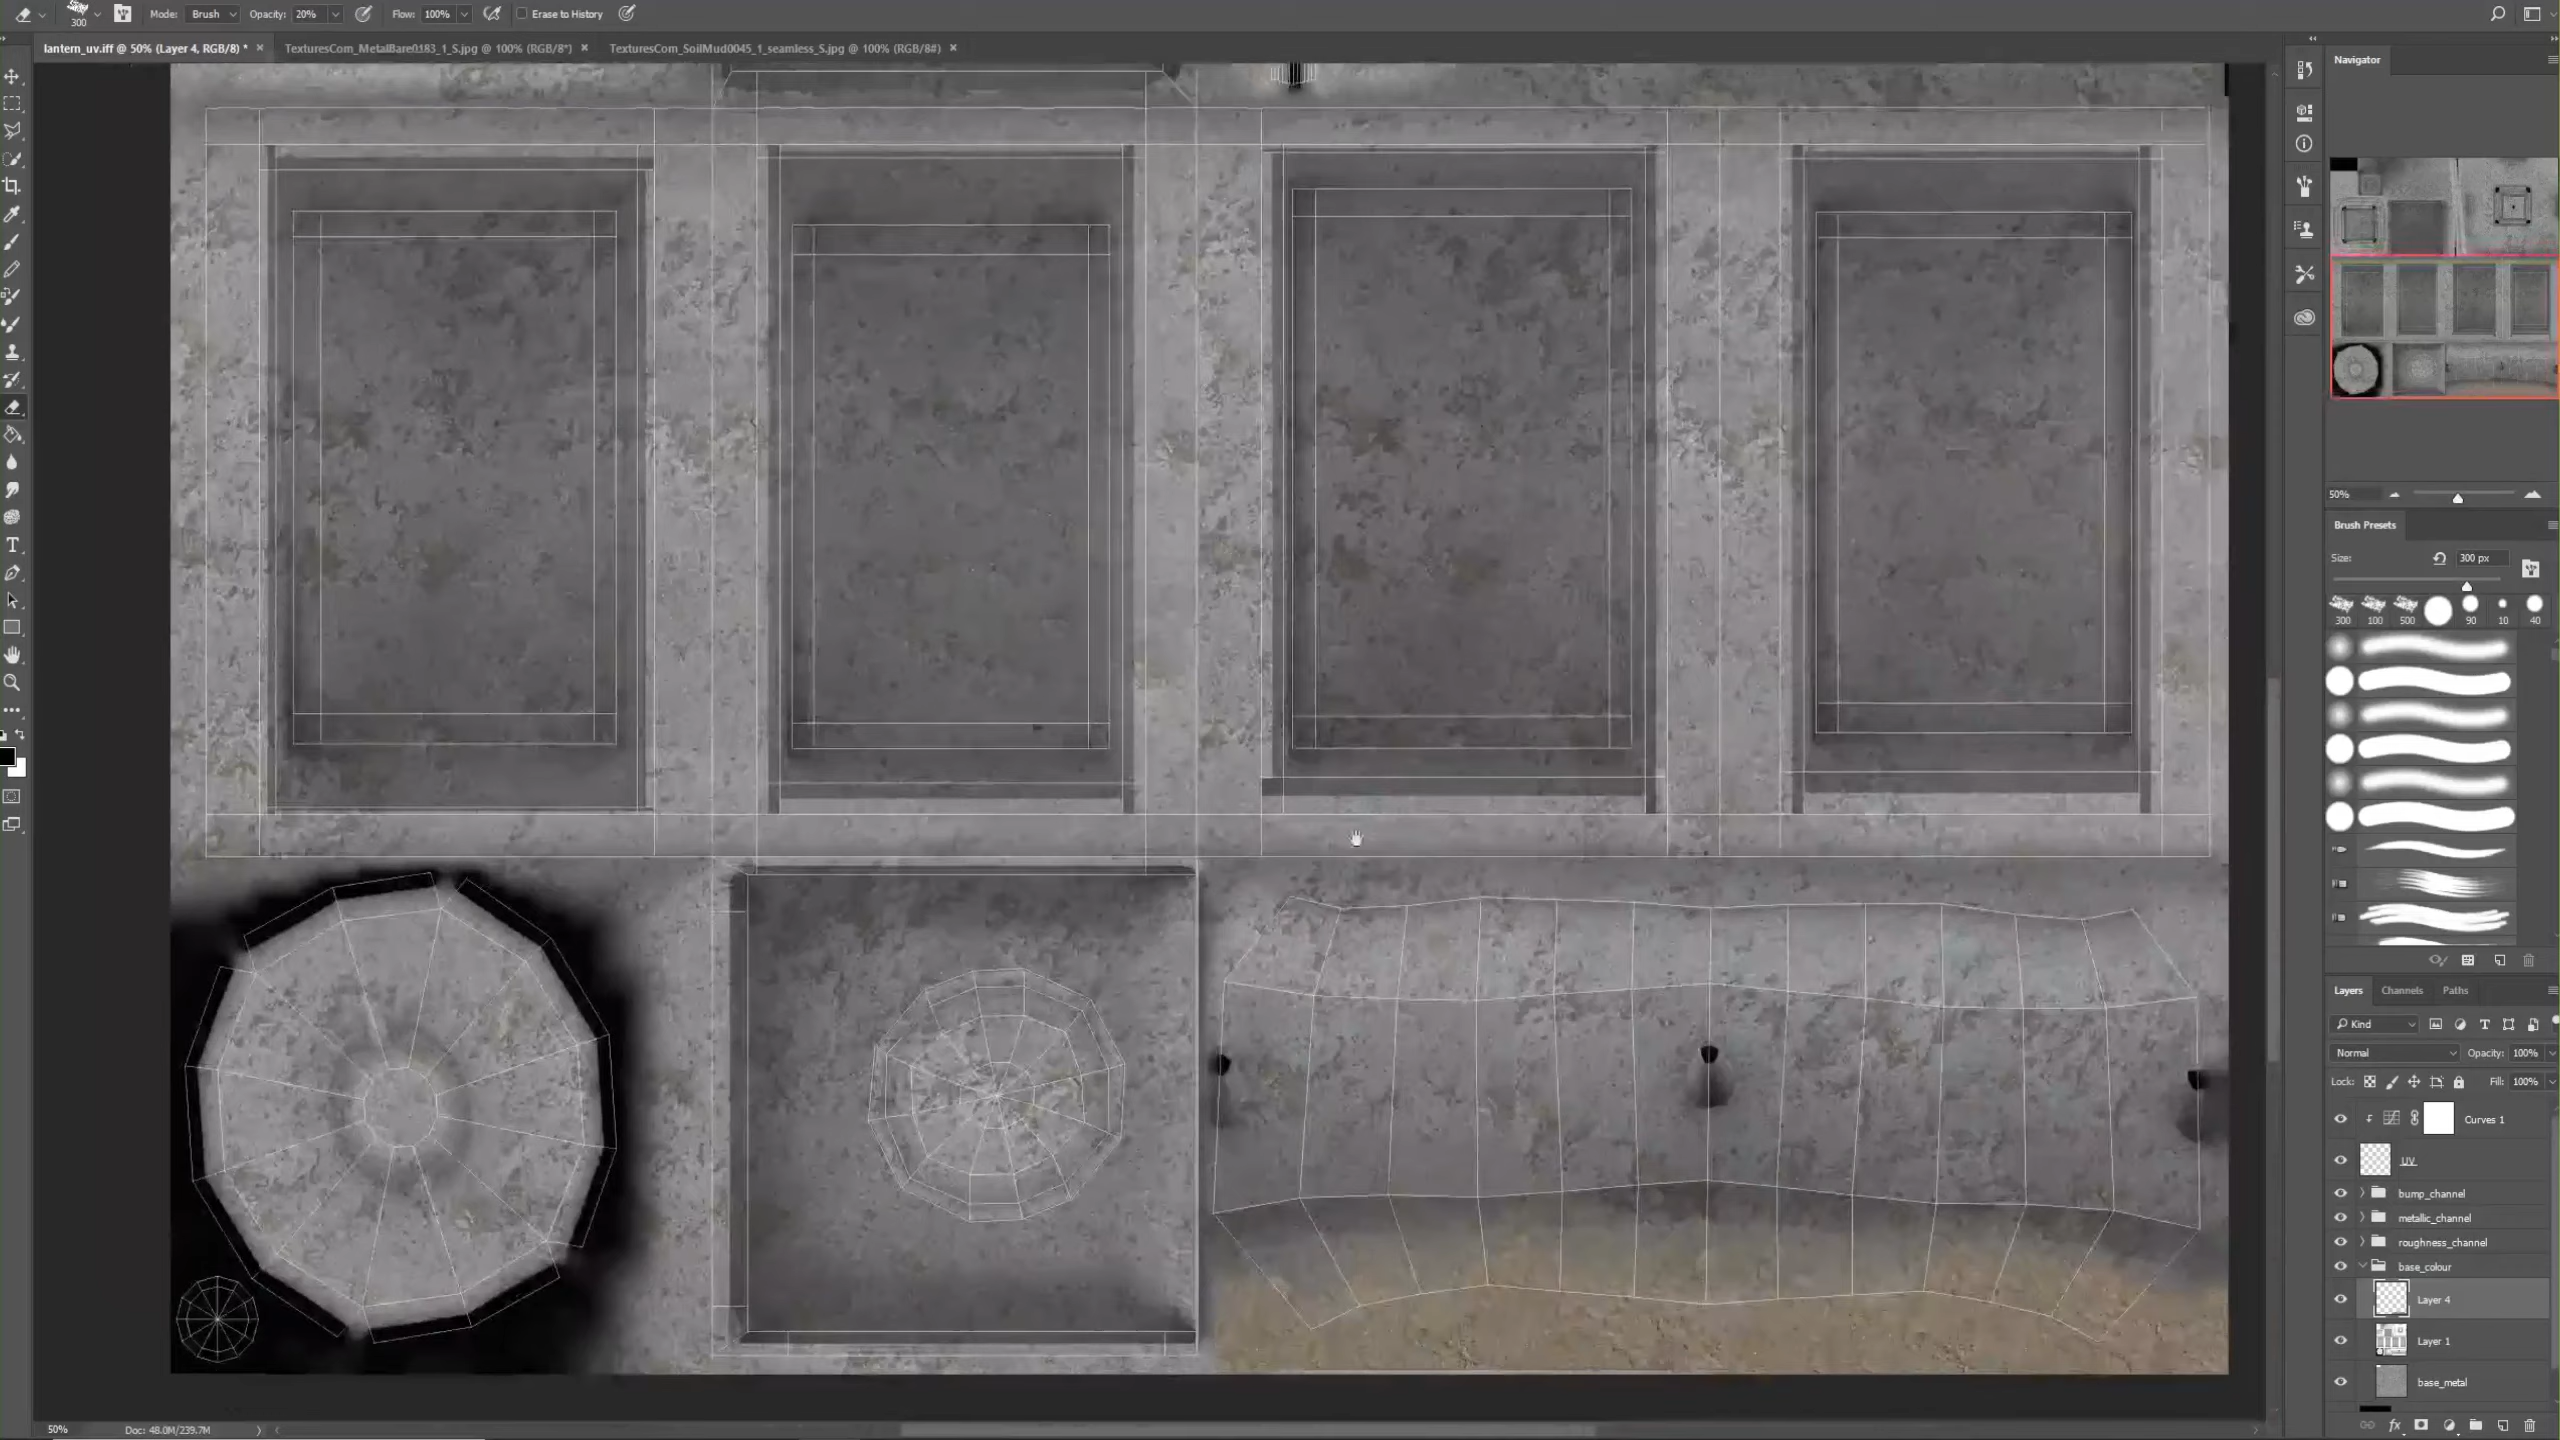 300
Mode: Brush Opacity: 20% Flow: 100% Erase to History
lantern_uv.iff @ 50% (Layer 4, RGB/8) * × TexturesCom_MetalBare0183_1_S.jpg @ 100% (RGB/8*) × TexturesCom_SoilMud0045_1_seamless_S.jpg @ 100% (RGB/8#) ×
Navigator
50%
Brush Presets
Size: 300 px
300 100 500 90 10 40
Layers Channels Paths
Kind
Normal Opacity: 100%
Lock: Fill: 100%
Curves 1
UV
bump_channel
metallic_channel
roughness_channel
base_colour
Layer 4
Layer 1
base_metal
50% Doc: 48.0M/239.7M